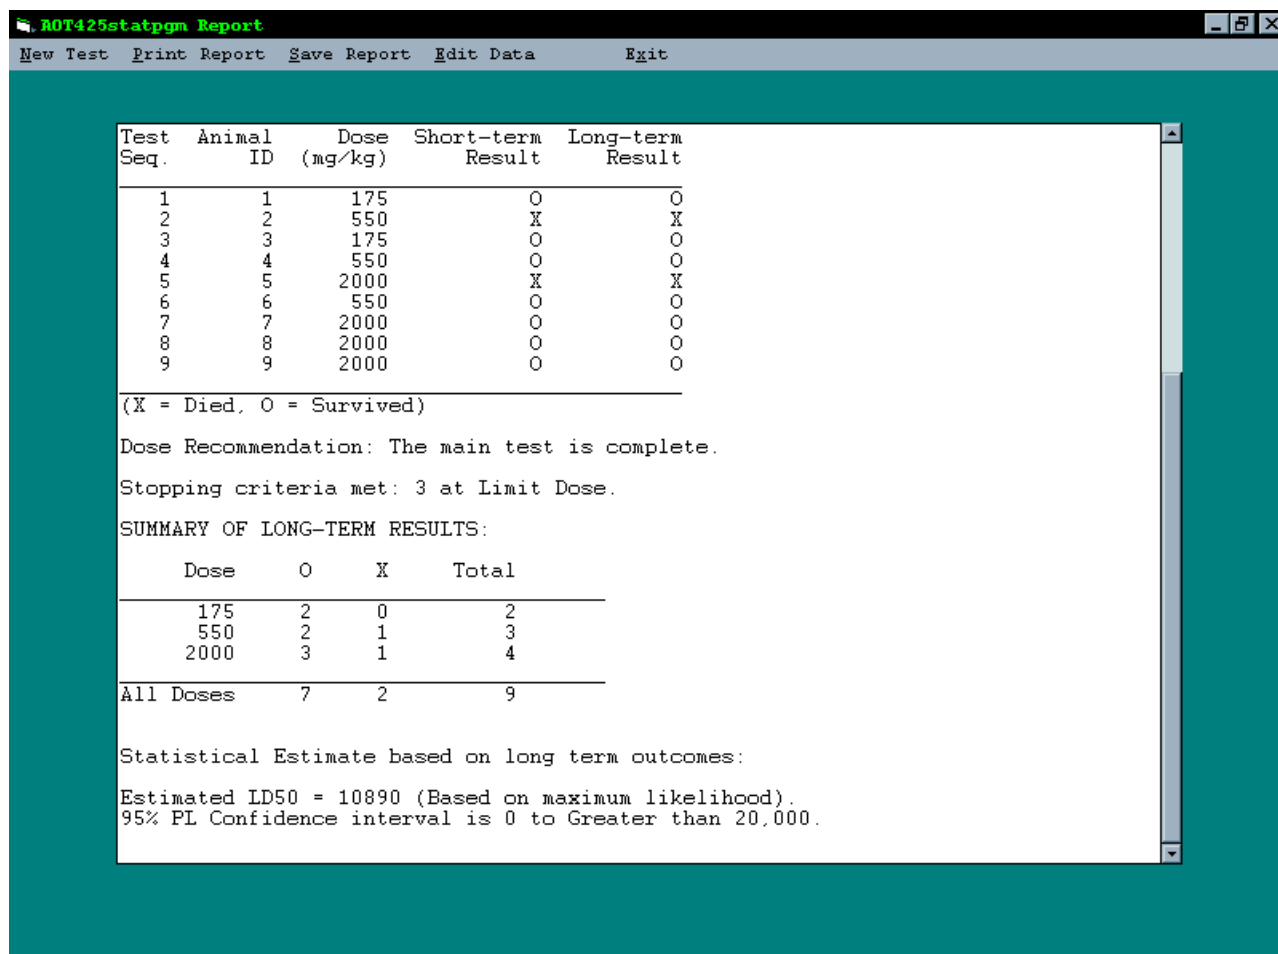 AOT425statpgm Report
New Test Print Report Save Report Edit Data Exit
Test Animal Dose Short-term Long-term
Seq. ID (mg/kg) Result Result
1 1 175 O O
2 2 550 X X
3 3 175 O O
4 4 550 O O
5 5 2000 X X
6 6 550 O O
7 7 2000 O O
8 8 2000 O O
9 9 2000 O O
(X = Died, O = Survived)
Dose Recommendation: The main test is complete.
Stopping criteria met: 3 at Limit Dose.
SUMMARY OF LONG-TERM RESULTS:
Dose O X Total
175 2 0 2
550 2 1 3
2000 3 1 4
All Doses 7 2 9
Statistical Estimate based on long term outcomes:
Estimated LD50 = 10890 (Based on maximum likelihood).
95% PL Confidence interval is 0 to Greater than 20,000.